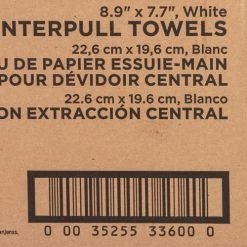 8.9" x 7.7", White
NTERPULL TOWELS
22,6 cm x 19,6 cm, Blanc
U DE PAPIER ESSUIE-MAIN
POUR DÉVIDOIR CENTRAL
22.6 cm x 19.6 cm, Blanco
ON EXTRACCIÓN CENTRAL
anjeros.
0 00 35255 33600 0